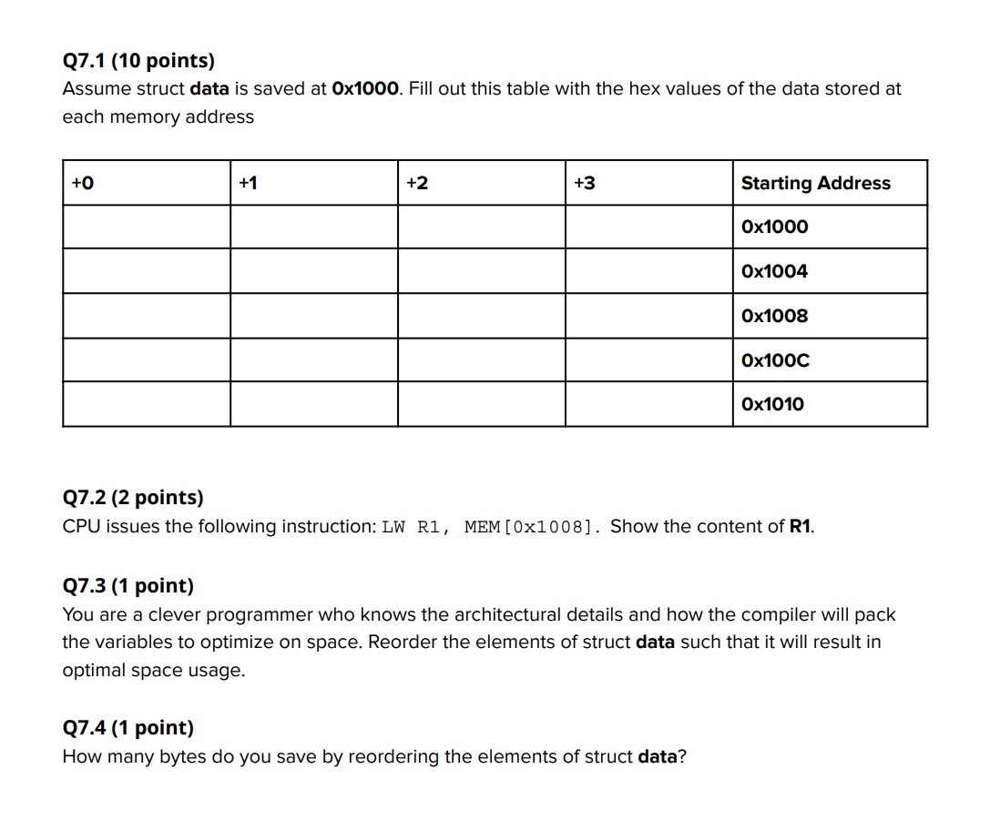 Q7.1 (10 points)
Assume struct data is saved at 0x1000. Fill out this table with the hex values of the data stored at
each memory address
+0 +1 +2 +3 Starting Address
0x1000
0x1004
0x1008
0x100C
0x1010
Q7.2 (2 points)
CPU issues the following instruction: LW R1, MEM[0x1008]. Show the content of R1.
Q7.3 (1 point)
You are a clever programmer who knows the architectural details and how the compiler will pack
the variables to optimize on space. Reorder the elements of struct data such that it will result in
optimal space usage.
Q7.4 (1 point)
How many bytes do you save by reordering the elements of struct data?